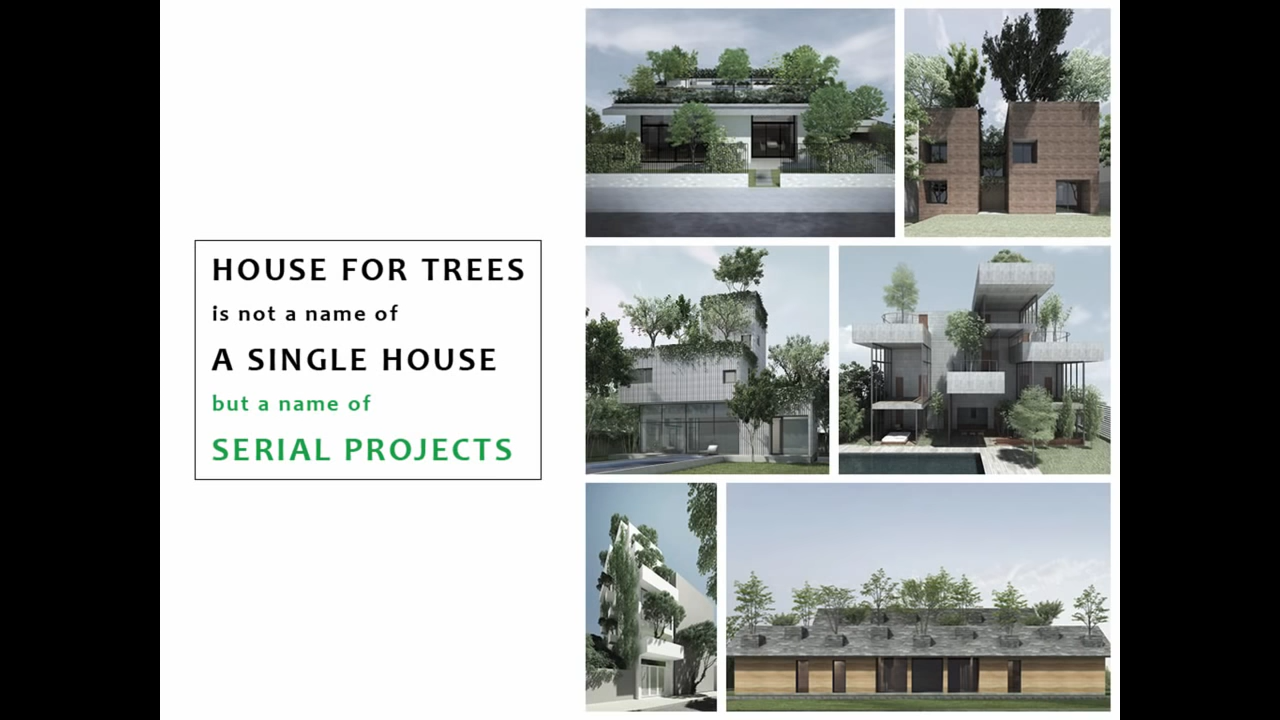 HOUSE FOR TREES
is not a name of
A SINGLE HOUSE
but a name of
SERIAL PROJECTS